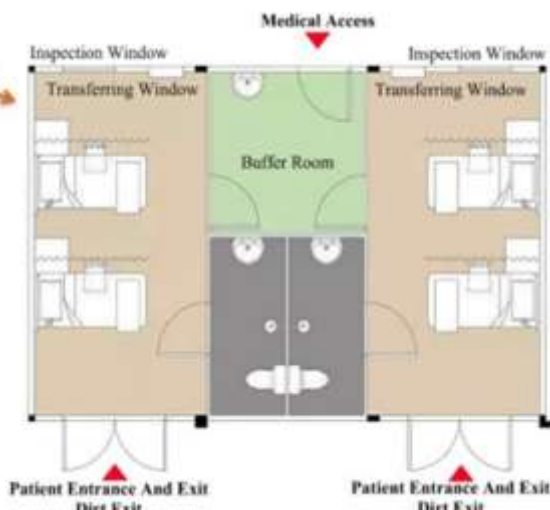 Medical Access
Inspection Window
Inspection Window
Transferring Window
Transferring Window
Buffer Room
Patient Entrance And Exit
Dirt Exit
Patient Entrance And Exit
Dirt Exit